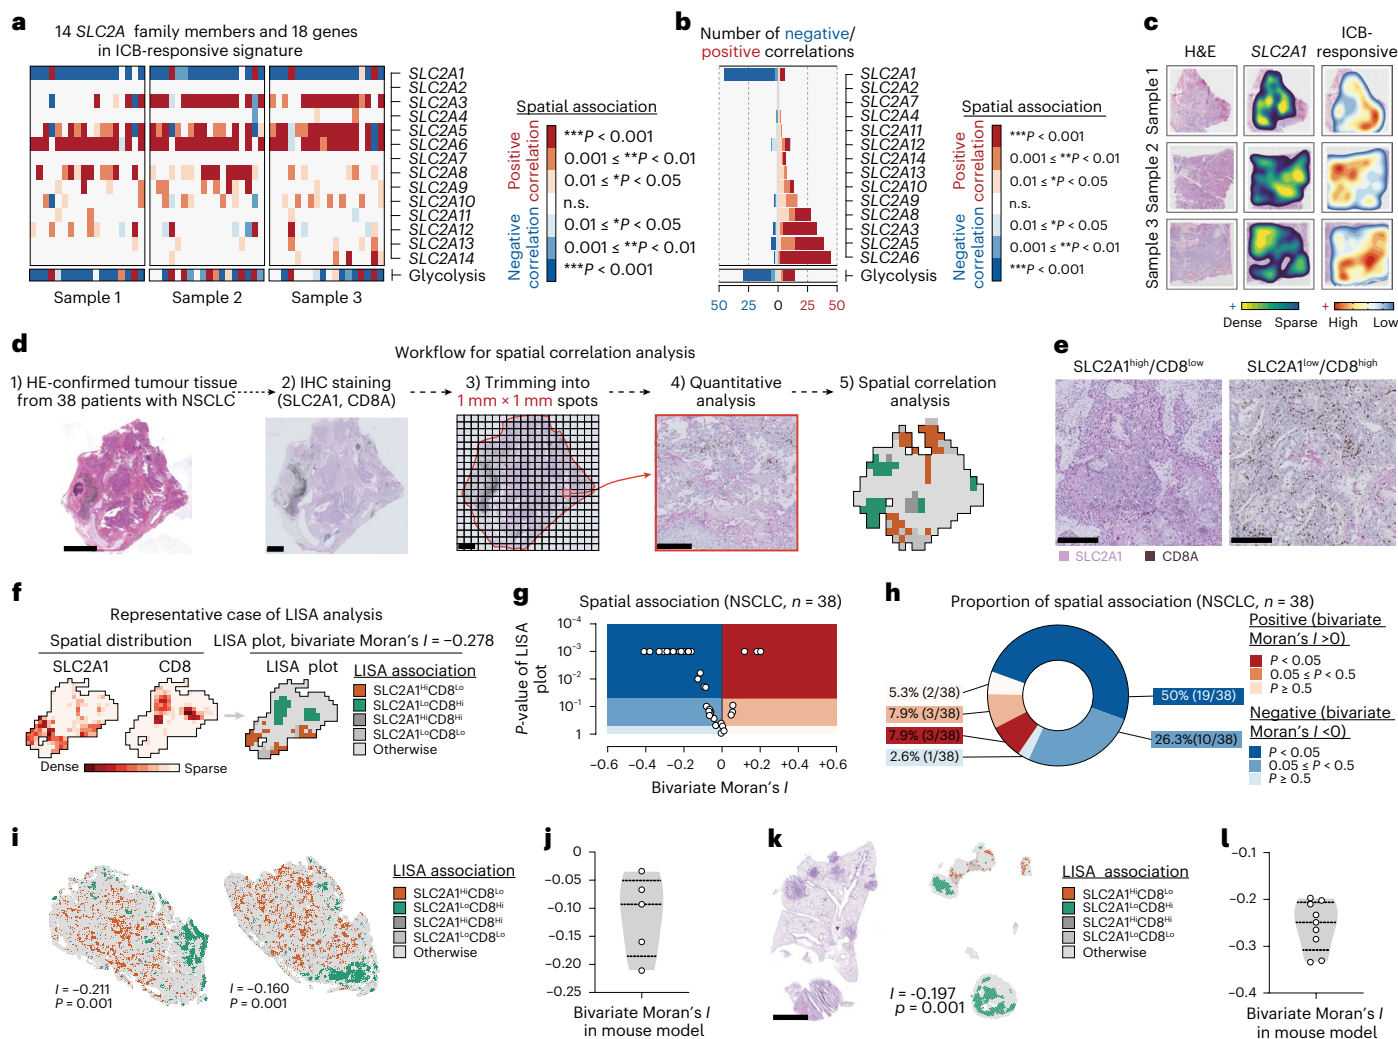 a
14 SLC2A family members and 18 genes
in ICB-responsive signature
SLC2A1
SLC2A2
SLC2A3
SLC2A4
SLC2A5
SLC2A6
SLC2A7
SLC2A8
SLC2A9
SLC2A10
SLC2A11
SLC2A12
SLC2A13
SLC2A14
Glycolysis
Sample 1
Sample 2
Sample 3
Spatial association
Positive
correlation
Negative
correlation
***P < 0.001
0.001 ≤ **P < 0.01
0.01 ≤ *P < 0.05
n.s.
0.01 ≤ *P < 0.05
0.001 ≤ **P < 0.01
***P < 0.001
b
Number of negative/
positive correlations
SLC2A1
SLC2A2
SLC2A7
SLC2A4
SLC2A11
SLC2A12
SLC2A14
SLC2A13
SLC2A10
SLC2A9
SLC2A8
SLC2A3
SLC2A5
SLC2A6
Glycolysis
50 25 0 25 50
Spatial association
Positive
correlation
Negative
correlation
***P < 0.001
0.001 ≤ **P < 0.01
0.01 ≤ *P < 0.05
n.s.
0.01 ≤ *P < 0.05
0.001 ≤ **P < 0.01
***P < 0.001
c
H&E
SLC2A1
ICB-
responsive
Sample 1
Sample 2
Sample 3
+
Dense Sparse
+
High Low
d
Workflow for spatial correlation analysis
1) HE-confirmed tumour tissue
from 38 patients with NSCLC
2) IHC staining
(SLC2A1, CD8A)
3) Trimming into
1 mm × 1 mm spots
4) Quantitative
analysis
5) Spatial correlation
analysis
e
SLC2A1high/CD8low
SLC2A1low/CD8high
SLC2A1
CD8A
f
Representative case of LISA analysis
Spatial distribution
LISA plot, bivariate Moran's I = −0.278
SLC2A1
CD8
LISA plot
Dense Sparse
LISA association
SLC2A1HiCD8Lo
SLC2A1LoCD8Hi
SLC2A1HiCD8Hi
SLC2A1LoCD8Lo
Otherwise
g
Spatial association (NSCLC, n = 38)
P-value of LISA
plot
10−4
10−3
10−2
10−1
1
−0.6 −0.4 −0.2 0 +0.2 +0.4 +0.6
Bivariate Moran's I
h
Proportion of spatial association (NSCLC, n = 38)
5.3% (2/38)
7.9% (3/38)
7.9% (3/38)
2.6% (1/38)
50% (19/38)
26.3%(10/38)
Positive (bivariate
Moran's I >0)
P < 0.05
0.05 ≤ P < 0.5
P ≥ 0.5
Negative (bivariate
Moran's I <0)
P < 0.05
0.05 ≤ P < 0.5
P ≥ 0.5
i
I = −0.211
P = 0.001
I = −0.160
P = 0.001
LISA association
SLC2A1HiCD8Lo
SLC2A1LoCD8Hi
SLC2A1HiCD8Hi
SLC2A1LoCD8Lo
Otherwise
j
0
−0.05
−0.10
−0.15
−0.20
−0.25
Bivariate Moran's I
in mouse model
k
I = −0.197
p = 0.001
LISA association
SLC2A1HiCD8Lo
SLC2A1LoCD8Hi
SLC2A1HiCD8Hi
SLC2A1LoCD8Lo
Otherwise
l
−0.1
−0.2
−0.3
−0.4
Bivariate Moran's I
in mouse model